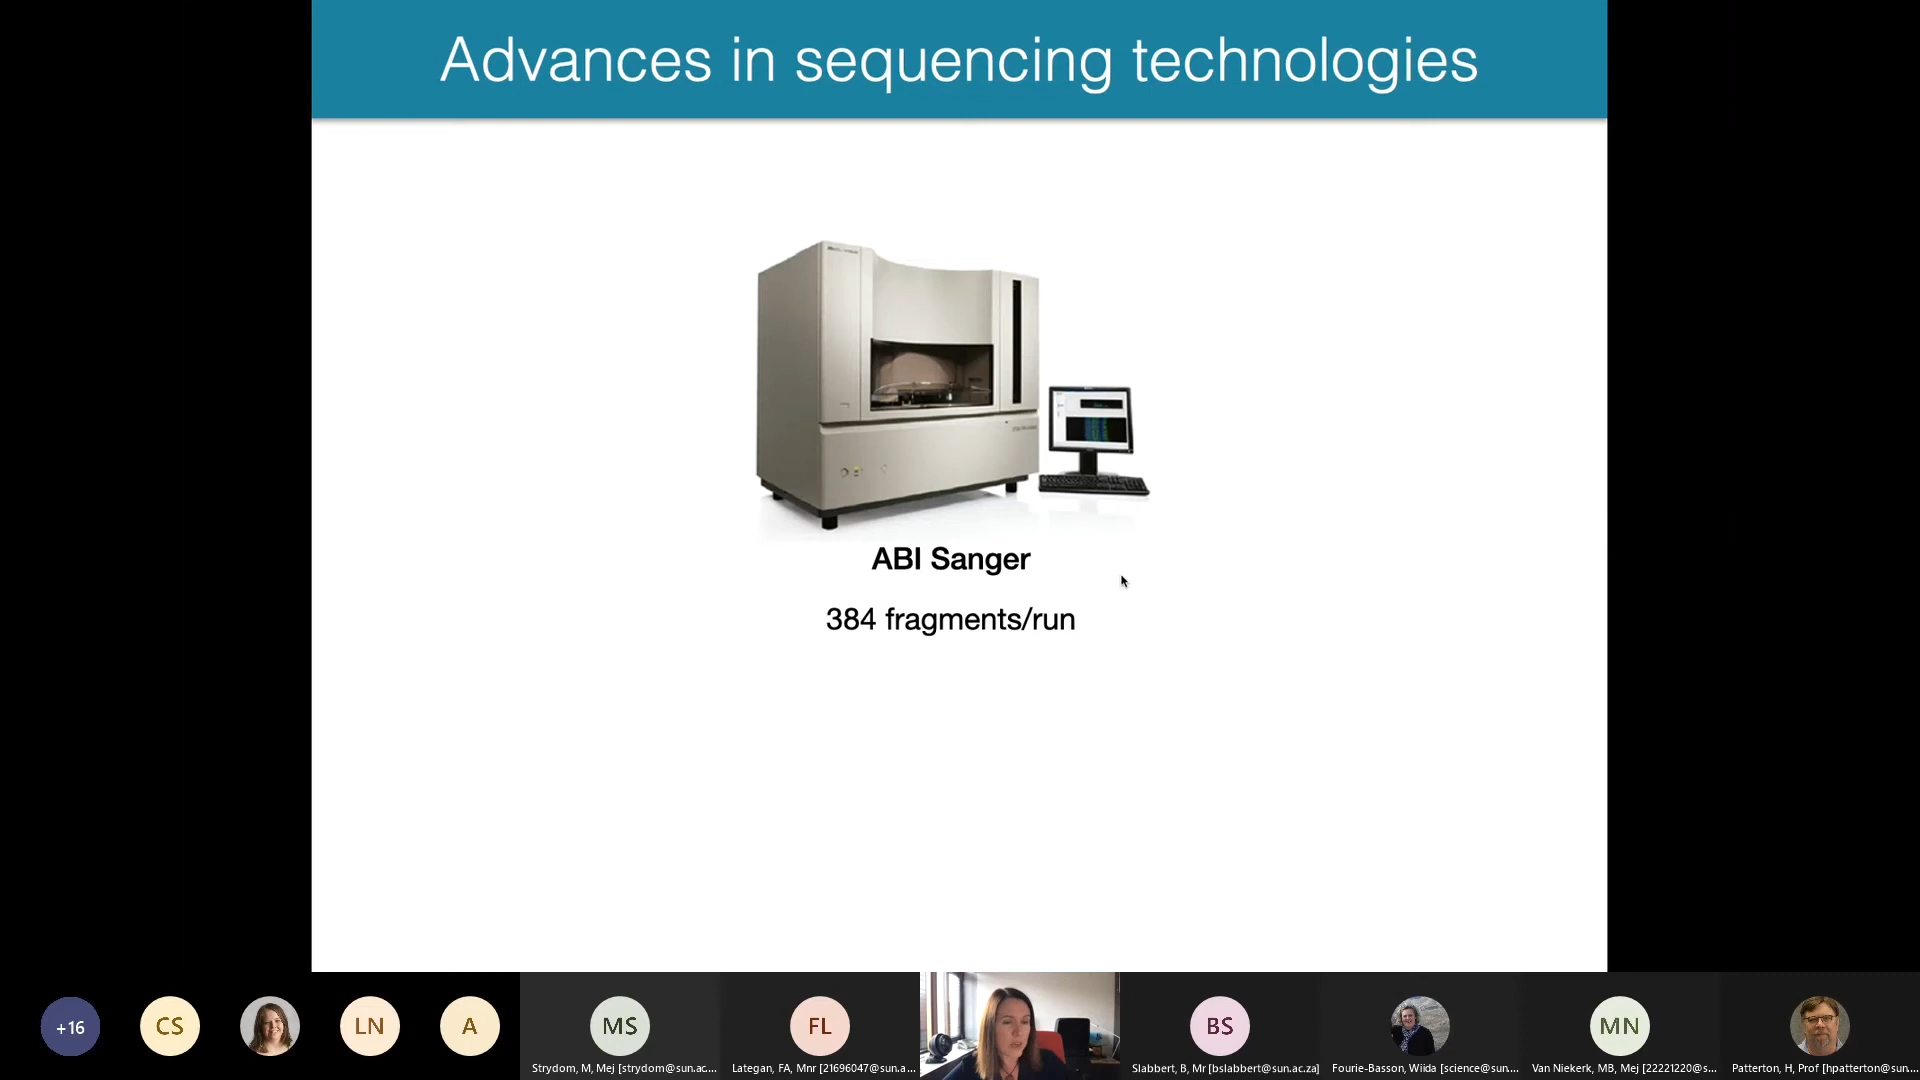 Advances in sequencing technologies
ABI Sanger
384 fragments/run
+16
CS
LN
A
MS
FL
BS
MN
Strydom, M, Mej [strydom@sun.ac....
Lategan, FA, Mnr [21696047@sun.a...
Slabbert, B, Mr [bslabbert@sun.ac.za]
Fourie-Basson, Wiida [science@sun....
Van Niekerk, MB, Mej [22221220@s...
Patterton, H, Prof [hpatterton@sun....